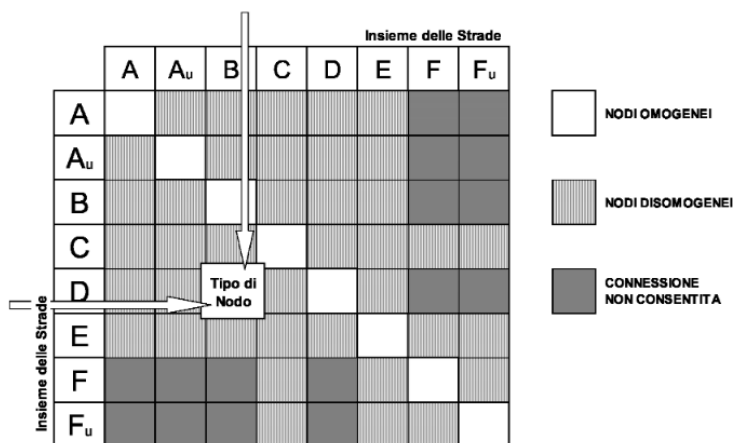 Insieme delle Strade
A Au B C D E F Fu
A
Au
B
C
D
E
F
Fu
Tipo di
Nodo
Insieme delle Strade
NODI OMOGENEI
NODI DISOMOGENEI
CONNESSIONE
NON CONSENTITA